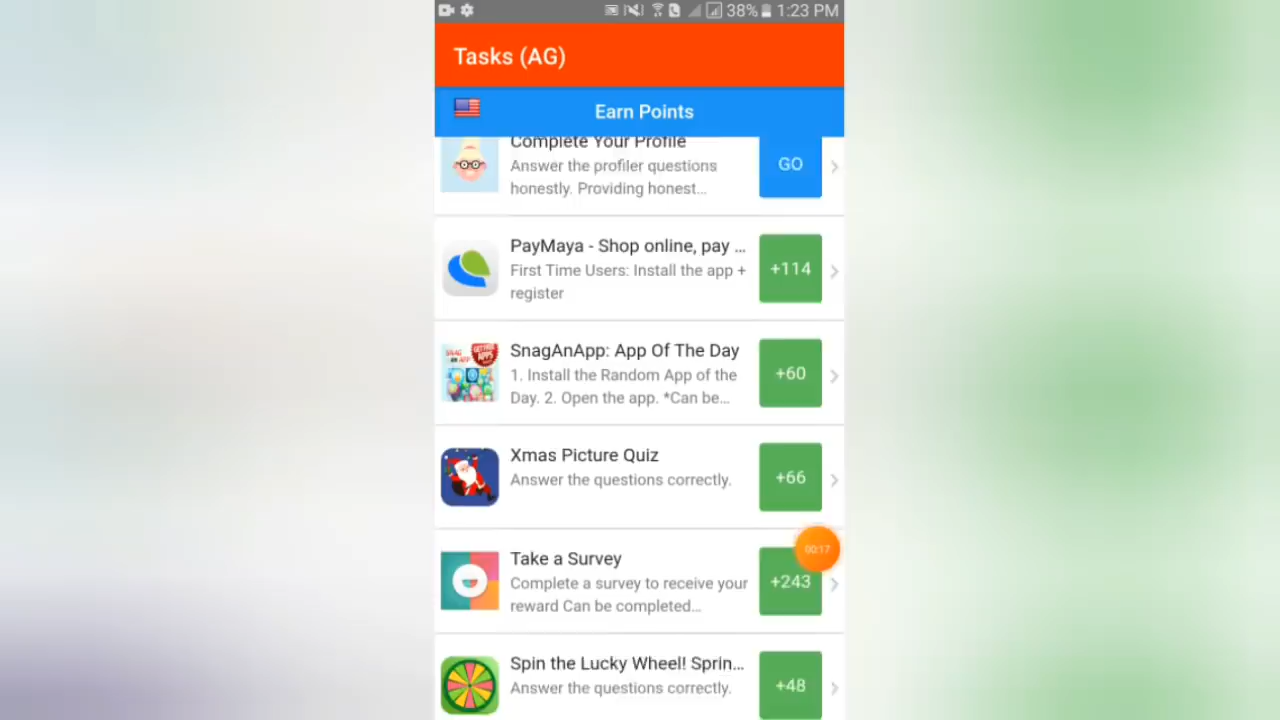 38% 1:23 PM
Tasks (AG)
Earn Points
Complete Your Profile
Answer the profiler questions
honestly. Providing honest...
GO
PayMaya - Shop online, pay ...
First Time Users: Install the app +
register
+114
SnagAnApp: App Of The Day
1. Install the Random App of the
Day. 2. Open the app. *Can be...
+60
Xmas Picture Quiz
Answer the questions correctly.
+66
00:17
Take a Survey
Complete a survey to receive your
reward Can be completed...
+243
Spin the Lucky Wheel! Sprin...
Answer the questions correctly.
+48